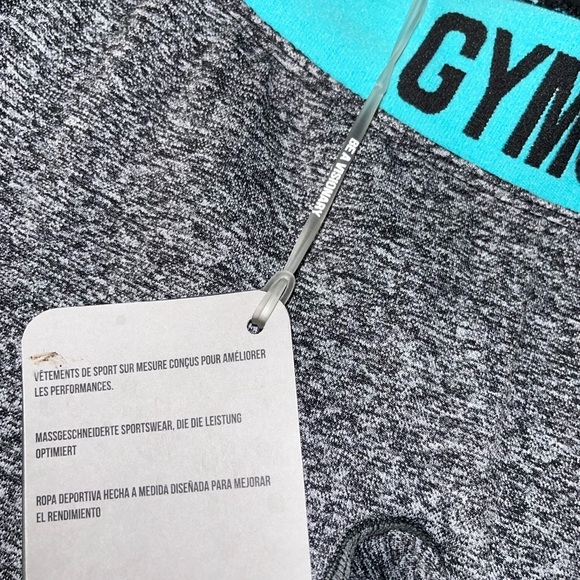 GYM
BE A VISIONARY
VÊTEMENTS DE SPORT SUR MESURE CONÇUS POUR AMÉLIORER
LES PERFORMANCES.
MASSGESCHNEIDERTE SPORTSWEAR, DIE DIE LEISTUNG
OPTIMIERT
ROPA DEPORTIVA HECHA A MEDIDA DISEÑADA PARA MEJORAR
EL RENDIMIENTO